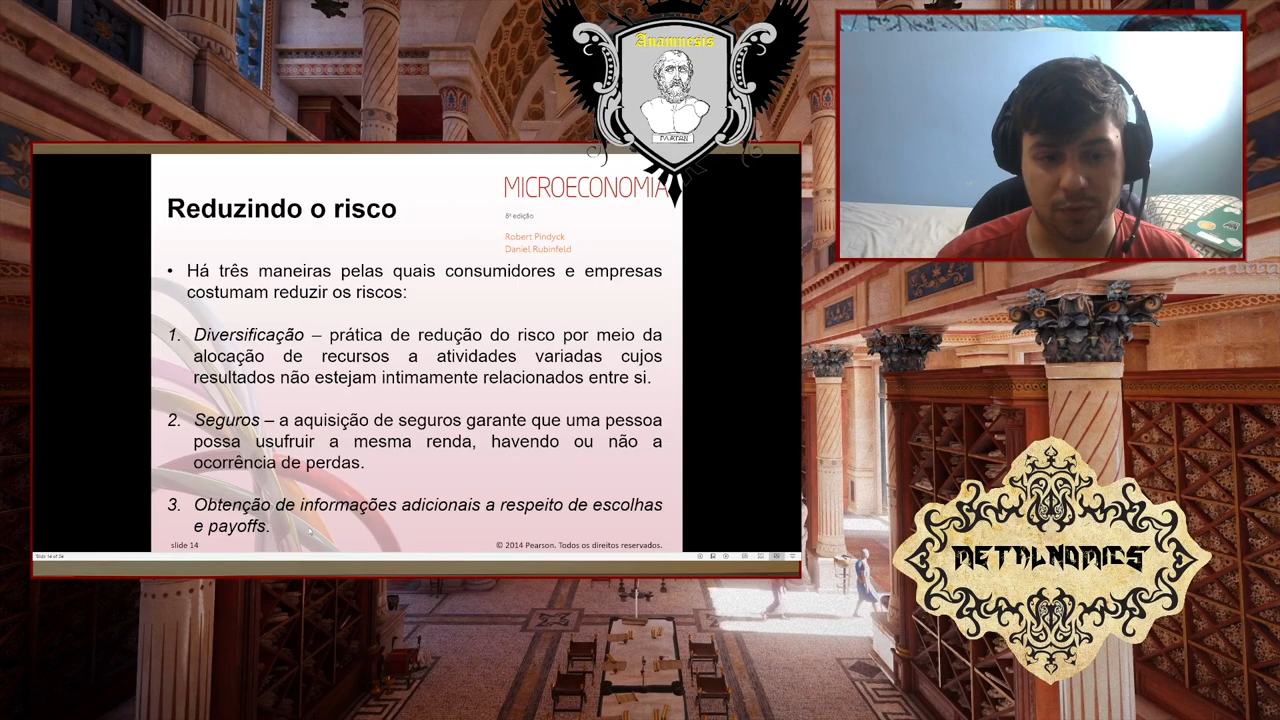 Anamnesis
PLATÃO
MICROECONOMIA
8ª edição
Robert Pindyck
Daniel Rubinfeld
Reduzindo o risco
• Há três maneiras pelas quais consumidores e empresas
costumam reduzir os riscos:
1. Diversificação – prática de redução do risco por meio da
alocação de recursos a atividades variadas cujos
resultados não estejam intimamente relacionados entre si.
2. Seguros – a aquisição de seguros garante que uma pessoa
possa usufruir a mesma renda, havendo ou não a
ocorrência de perdas.
3. Obtenção de informações adicionais a respeito de escolhas
e payoffs.
slide 14
© 2014 Pearson. Todos os direitos reservados.
Slide 14 of 34
METALNOMICS